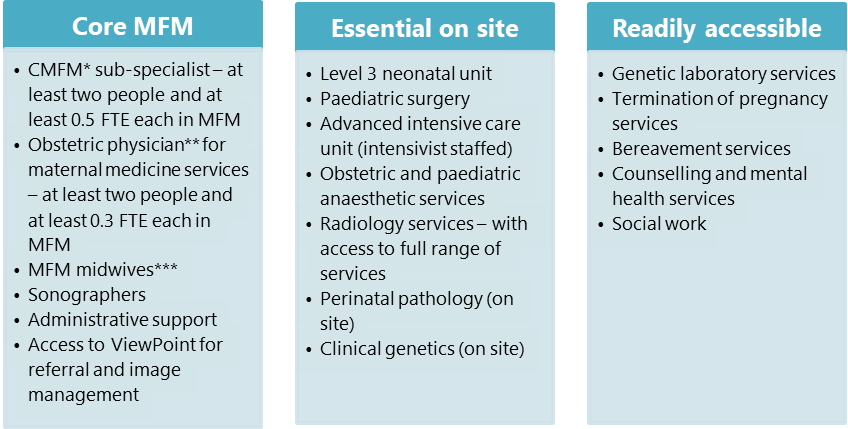 Core MFM
• CMFM* sub-specialist – at
least two people and at
least 0.5 FTE each in MFM
• Obstetric physician** for
maternal medicine services
– at least two people and
at least 0.3 FTE each in
MFM
• MFM midwives***
• Sonographers
• Administrative support
• Access to ViewPoint for
referral and image
management
Essential on site
• Level 3 neonatal unit
• Paediatric surgery
• Advanced intensive care
unit (intensivist staffed)
• Obstetric and paediatric
anaesthetic services
• Radiology services – with
access to full range of
services
• Perinatal pathology (on
site)
• Clinical genetics (on site)
Readily accessible
• Genetic laboratory services
• Termination of pregnancy
services
• Bereavement services
• Counselling and mental
health services
• Social work